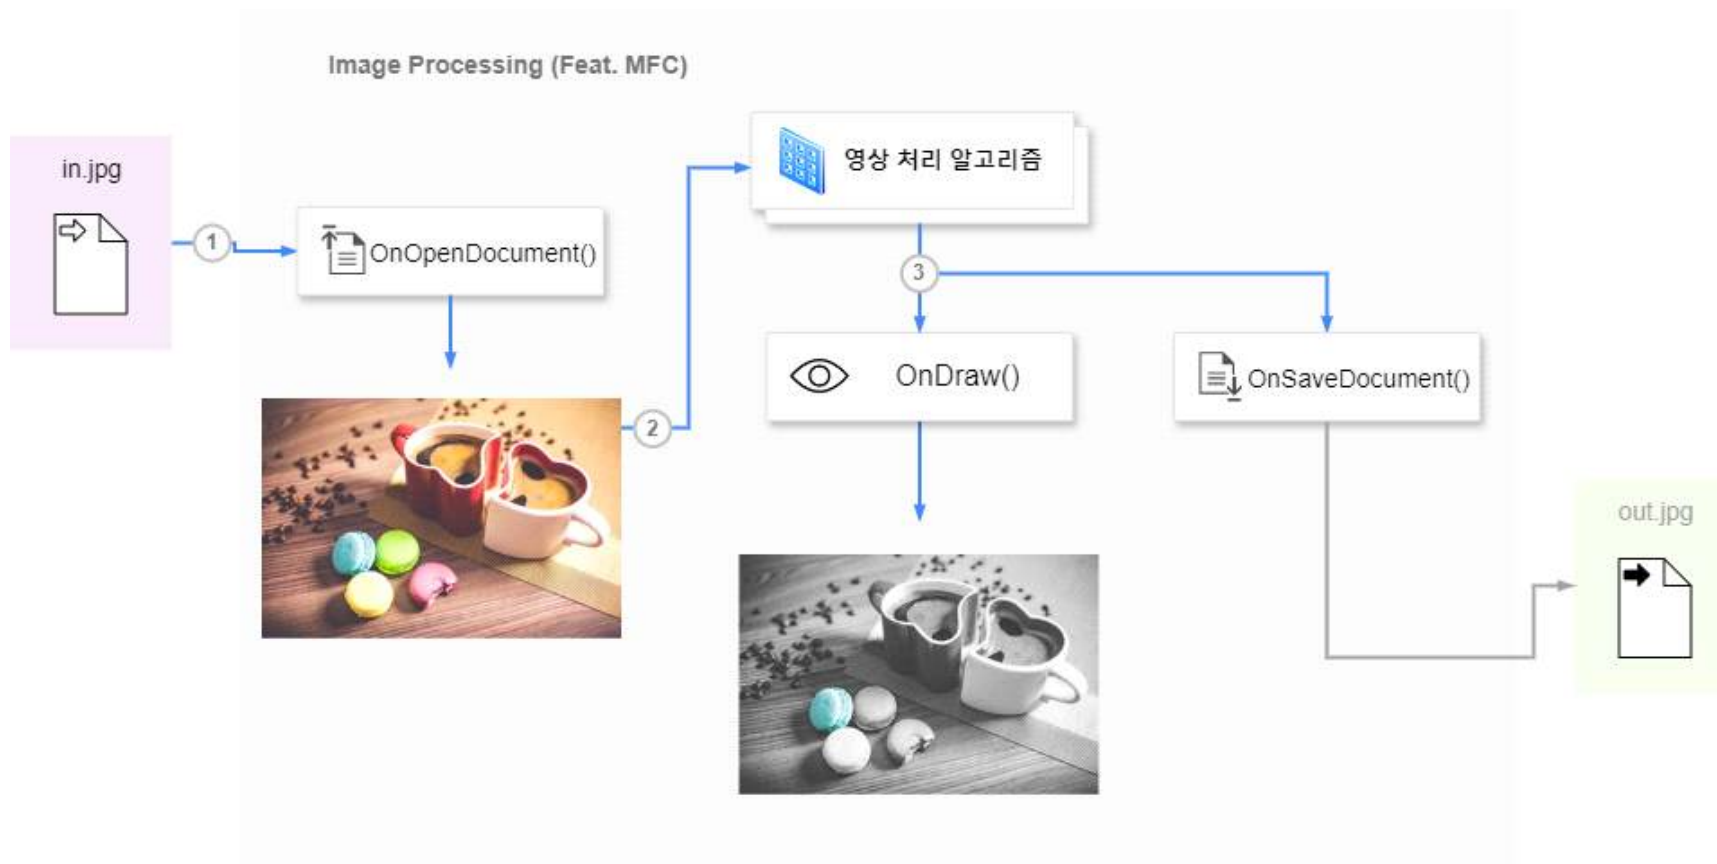 Image Processing (Feat. MFC)
in.jpg
1
OnOpenDocument()
2
영상 처리 알고리즘
3
OnDraw()
OnSaveDocument()
out.jpg